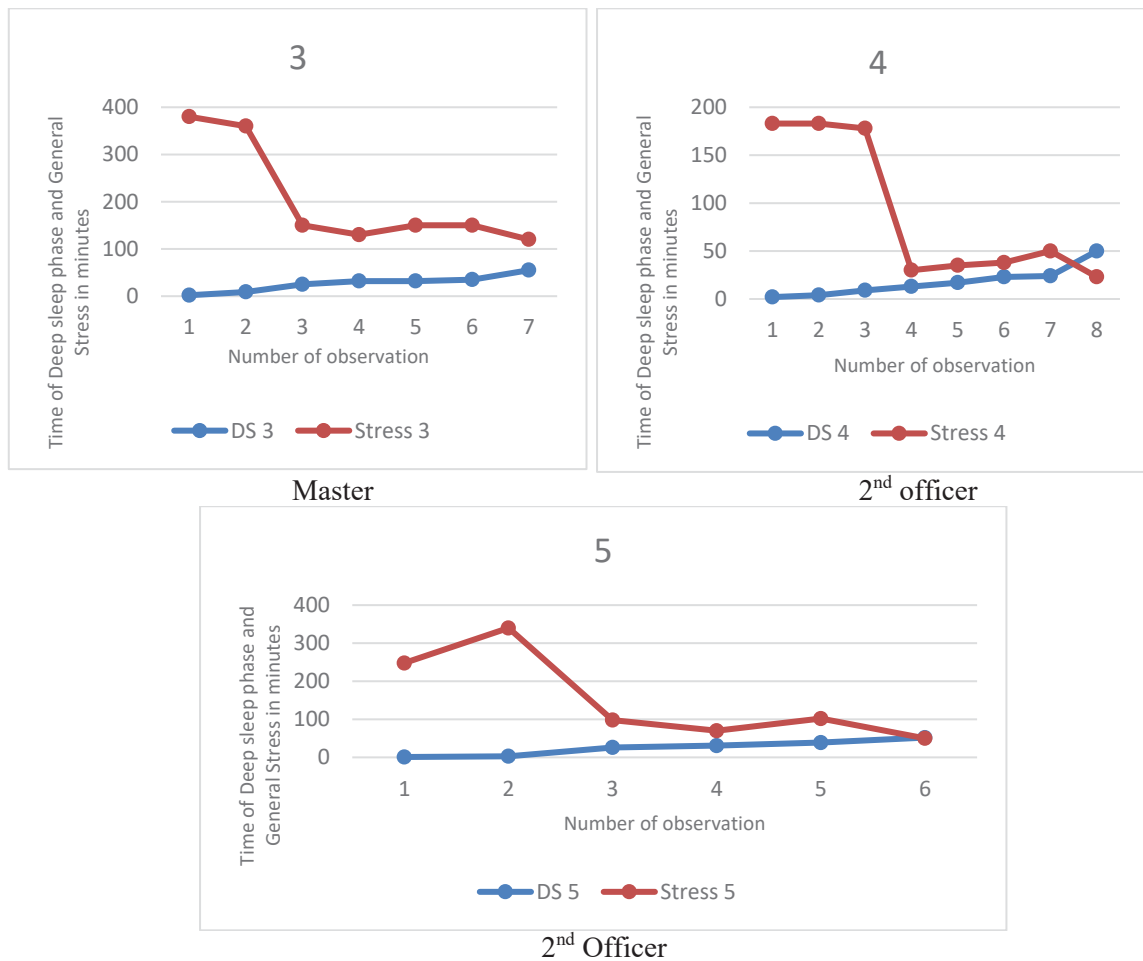 3
Time of Deep sleep phase and General
Stress in minutes
400
300
200
100
0
1 2 3 4 5 6 7
Number of observation
DS 3 Stress 3
Master
4
Time of Deep sleep phase and General
Stress in minutes
200
150
100
50
0
1 2 3 4 5 6 7 8
Number of observation
DS 4 Stress 4
2nd officer
5
Time of Deep sleep phase and
General Stress in minutes
400
300
200
100
0
1 2 3 4 5 6
Number of observation
DS 5 Stress 5
2nd Officer